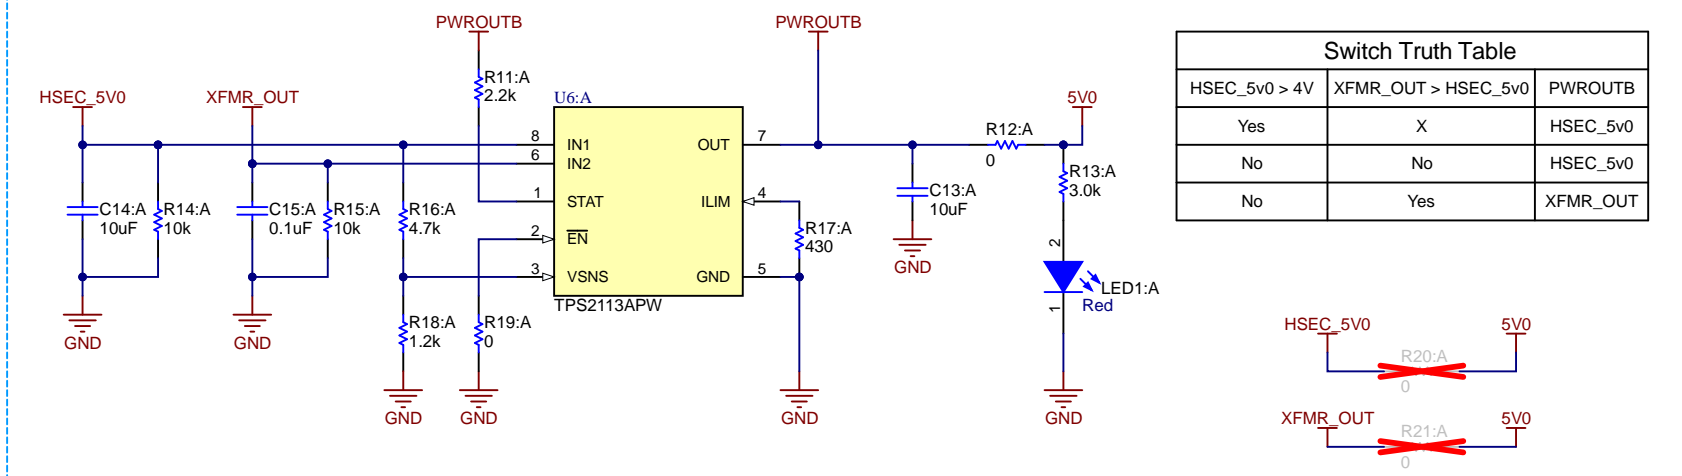 PWROUTB
PWROUTB
HSEC_5V0
XFMR_OUT
R11:A
2.2k
U6:A
8
IN1
6
IN2
1
STAT
2
EN
3
VSNS
OUT
7
ILIM
4
GND
5
TPS2113APW
C14:A
10uF
R14:A
10k
C15:A
0.1uF
R15:A
10k
R16:A
4.7k
R17:A
430
R18:A
1.2k
R19:A
0
GND
GND
GND
GND
GND
C13:A
10uF
GND
R12:A
0
5V0
R13:A
3.0k
2
1
LED1:A
Red
GND
Switch Truth Table
HSEC_5v0 > 4V XFMR_OUT > HSEC_5v0 PWROUTB
Yes X HSEC_5v0
No No HSEC_5v0
No Yes XFMR_OUT
HSEC_5V0
5V0
R20:A
0
XFMR_OUT
5V0
R21:A
0